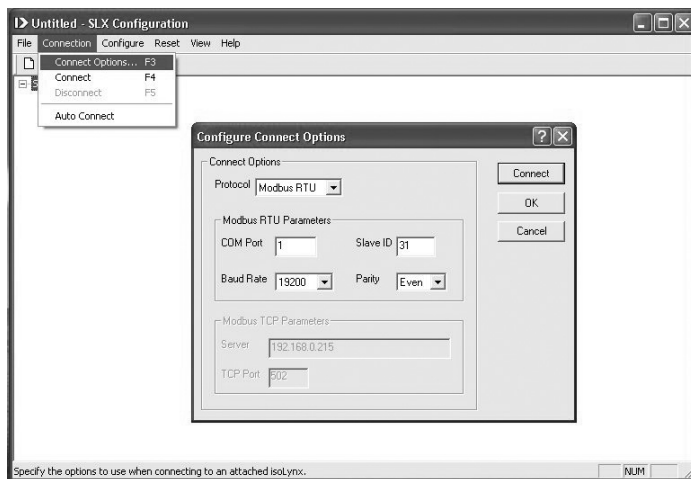 Untitled - SLX Configuration
File Connection Configure Reset View Help
Connect Options... F3
Connect F4
Disconnect F5
Auto Connect
Configure Connect Options
Connect Options
Protocol Modbus RTU
Connect
OK
Cancel
Modbus RTU Parameters
COM Port 1 Slave ID 31
Baud Rate 19200 Parity Even
Modbus TCP Parameters
Server 192.168.0.215
TCP Port 502
Specify the options to use when connecting to an attached isoLynx. NUM